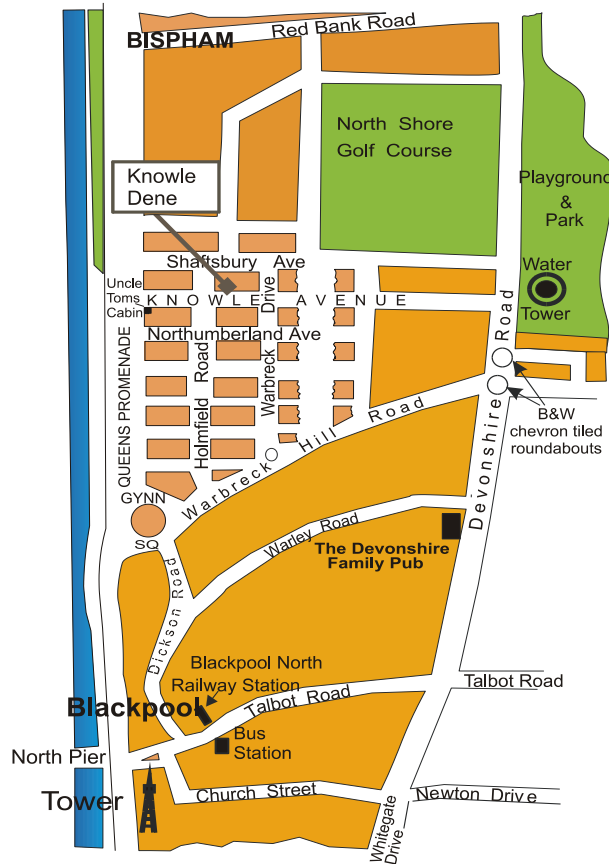 BISPHAM
Red Bank Road
North Shore
Golf Course
Knowle
Dene
Playground
&
Park
Shaftsbury Ave
Water
Tower
Uncle
Toms
Cabin
KNOWLE AVENUE
Northumberland Ave
QUEENS PROMENADE
Holmfield Road
Warbreck Drive
Warbreck Hill Road
Devonshire Road
B&W
chevron tiled
roundabouts
GYNN
SQ
Dickson Road
Warley Road
The Devonshire
Family Pub
Blackpool North
Railway Station
Blackpool
Talbot Road
Talbot Road
Bus
Station
North Pier
Tower
Church Street
Newton Drive
Whitegate
Drive